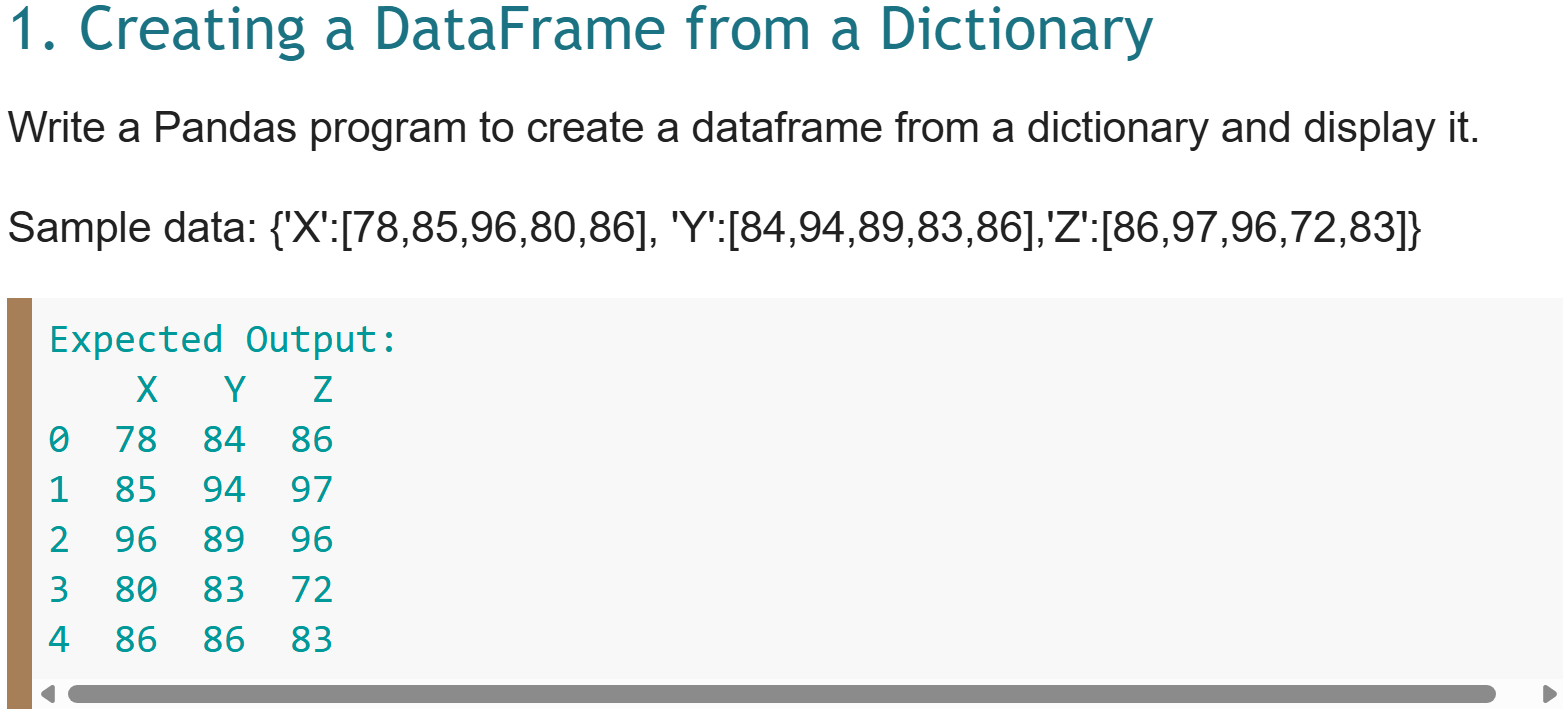 1. Creating a DataFrame from a Dictionary
Write a Pandas program to create a dataframe from a dictionary and display it.
Sample data: {'X':[78,85,96,80,86], 'Y':[84,94,89,83,86],'Z':[86,97,96,72,83]}
Expected Output:
    X   Y   Z
0  78  84  86
1  85  94  97
2  96  89  96
3  80  83  72
4  86  86  83